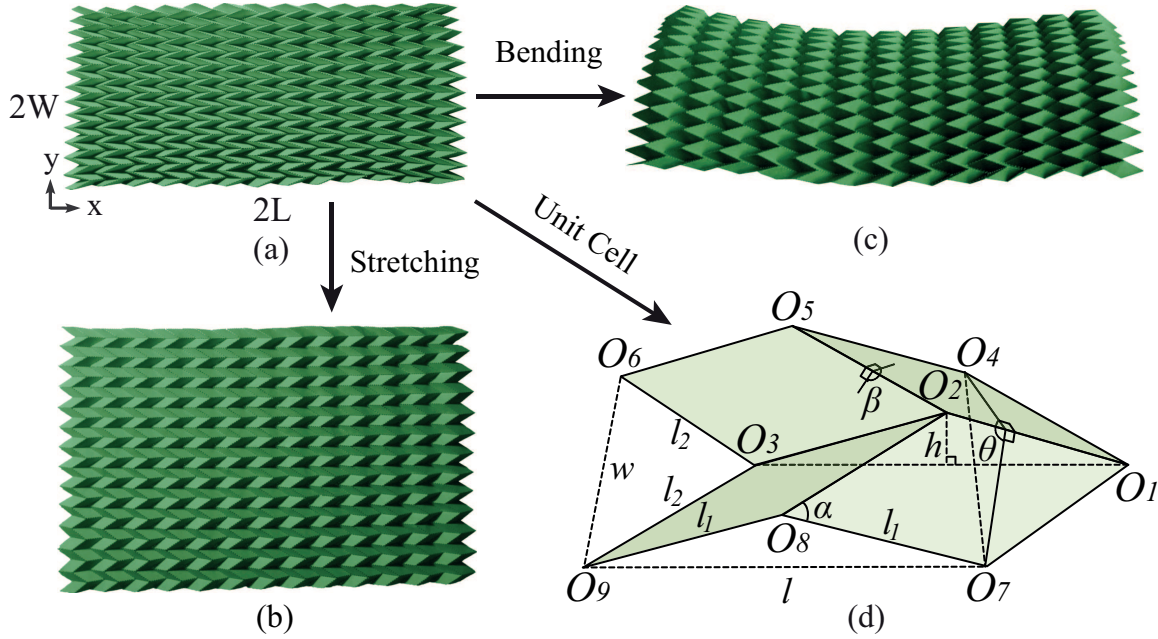 Bending
2W
y
x
2L
(a)
Stretching
Unit Cell
(c)
(b)
O5
O6
O4
O2
β
l2
O3
h
θ
w
l2
O1
l1
α
l1
O8
O9
l
O7
(d)